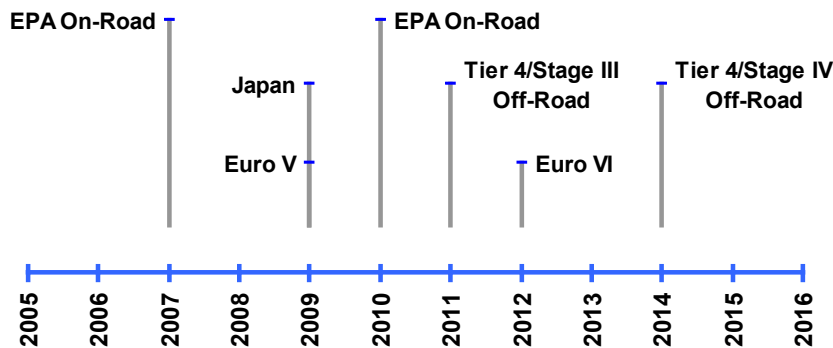 EPA On-Road
EPA On-Road
Japan
Tier 4/Stage III
Off-Road
Tier 4/Stage IV
Off-Road
Euro V
Euro VI
2005
2006
2007
2008
2009
2010
2011
2012
2013
2014
2015
2016